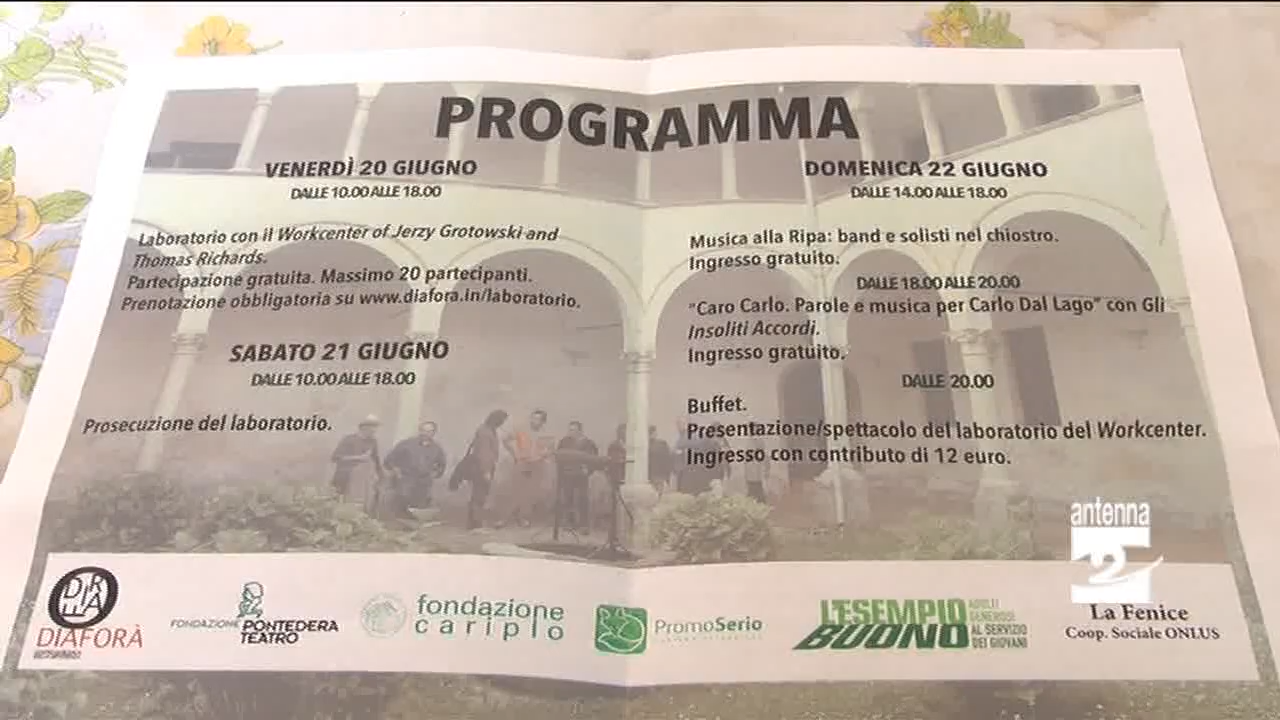 PROGRAMMA
VENERDÌ 20 GIUGNO
DALLE 10.00 ALLE 18.00
Laboratorio con il Workcenter of Jerzy Grotowski and
Thomas Richards.
Partecipazione gratuita. Massimo 20 partecipanti.
Prenotazione obbligatoria su www.diafora.in/laboratorio.
SABATO 21 GIUGNO
DALLE 10.00 ALLE 18.00
Prosecuzione del laboratorio.
DOMENICA 22 GIUGNO
DALLE 14.00 ALLE 18.00
Musica alla Ripa: band e solisti nel chiostro.
Ingresso gratuito.
DALLE 18.00 ALLE 20.00
"Caro Carlo. Parole e musica per Carlo Dal Lago" con Gli
Insoliti Accordi.
Ingresso gratuito.
DALLE 20.00
Buffet.
Presentazione/spettacolo del laboratorio del Workcenter.
Ingresso con contributo di 12 euro.
antenna
2
DIAFORÀ
FONDAZIONE PONTEDERA
TEATRO
fondazione
cariplo
PromoSerio
L'ESEMPIO
BUONO
ADULTI
GENEROSI
AL SERVIZIO
DEI GIOVANI
La Fenice
Coop. Sociale ONLUS